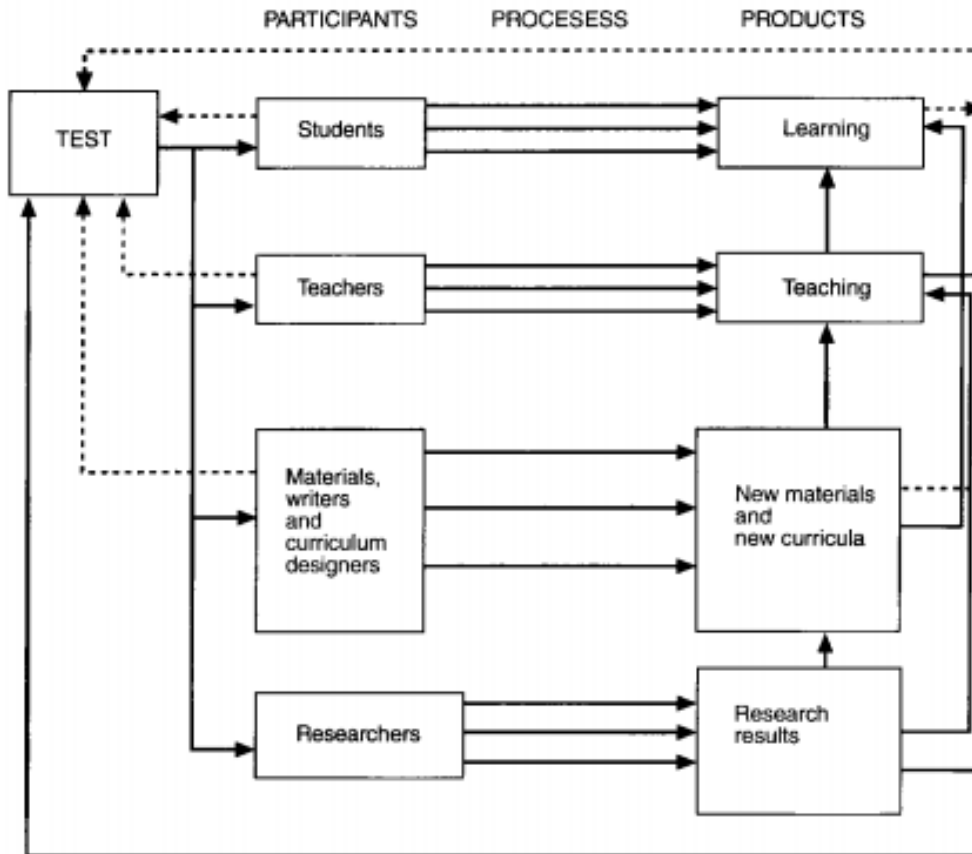 PARTICIPANTS PROCESESS PRODUCTS
TEST
Students
Learning
Teachers
Teaching
Materials,
writers
and
curriculum
designers
New materials
and
new curricula
Researchers
Research
results